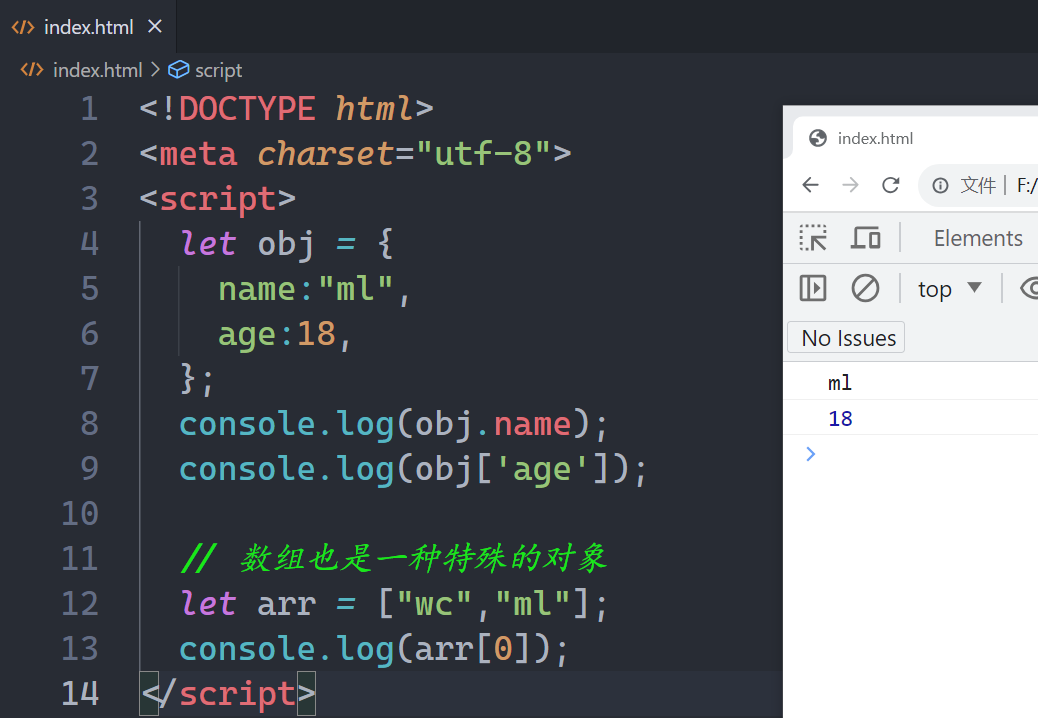 index.html
index.html > script
1 <!DOCTYPE html>
2 <meta charset="utf-8">
3 <script>
4 let obj = {
5 name:"ml",
6 age:18,
7 };
8 console.log(obj.name);
9 console.log(obj['age']);
10
11 // 数组也是一种特殊的对象
12 let arr = ["wc","ml"];
13 console.log(arr[0]);
14 </script>
index.html
文件 | F:/
Elements
top
No Issues
ml
18